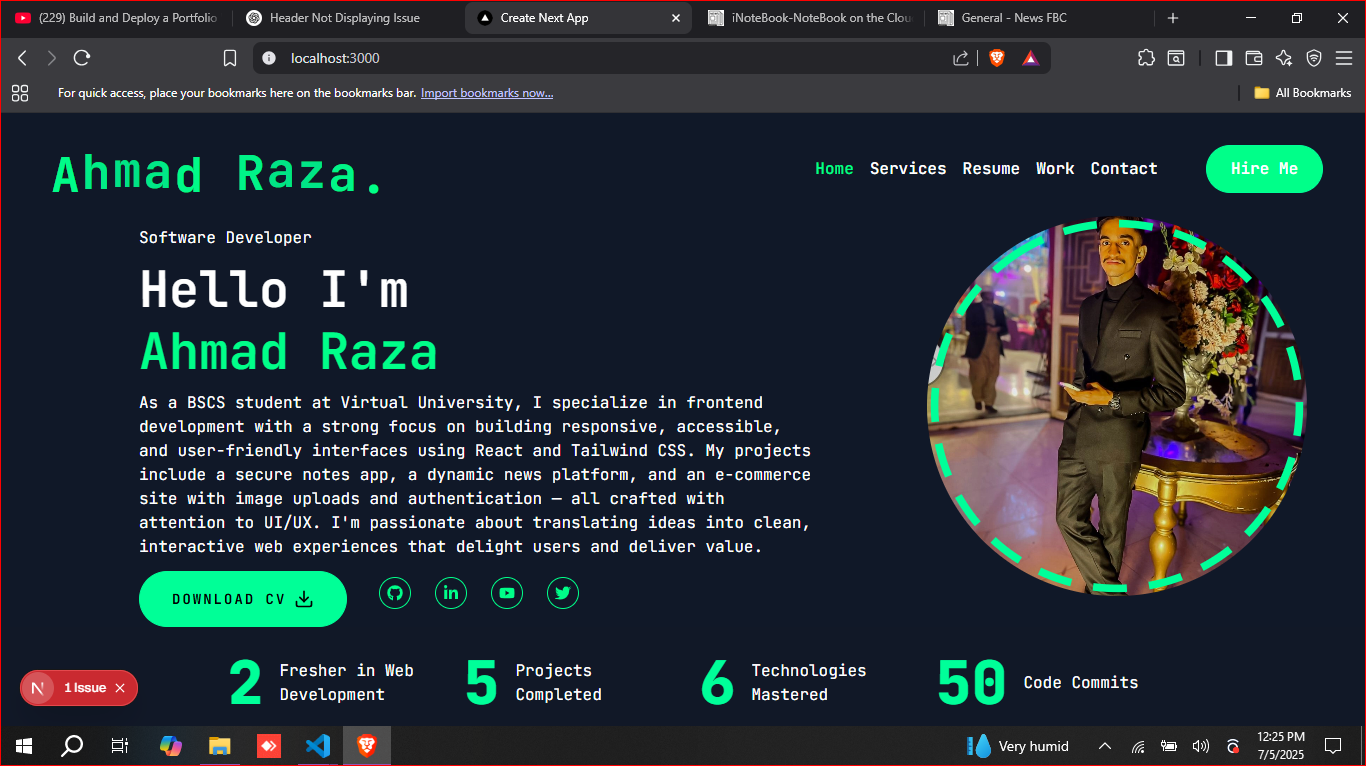 (229) Build and Deploy a Portfolio
Header Not Displaying Issue
Create Next App
iNoteBook-NoteBook on the Clou
General - News FBC
localhost:3000
For quick access, place your bookmarks here on the bookmarks bar. Import bookmarks now...
All Bookmarks
Ahmad Raza.
Home Services Resume Work Contact Hire Me
Software Developer
Hello I'm
Ahmad Raza
As a BSCS student at Virtual University, I specialize in frontend
development with a strong focus on building responsive, accessible,
and user-friendly interfaces using React and Tailwind CSS. My projects
include a secure notes app, a dynamic news platform, and an e-commerce
site with image uploads and authentication — all crafted with
attention to UI/UX. I'm passionate about translating ideas into clean,
interactive web experiences that delight users and deliver value.
DOWNLOAD CV
in
2 Fresher in Web
Development
5 Projects
Completed
6 Technologies
Mastered
50 Code Commits
N 1 Issue
Very humid
12:25 PM
7/5/2025